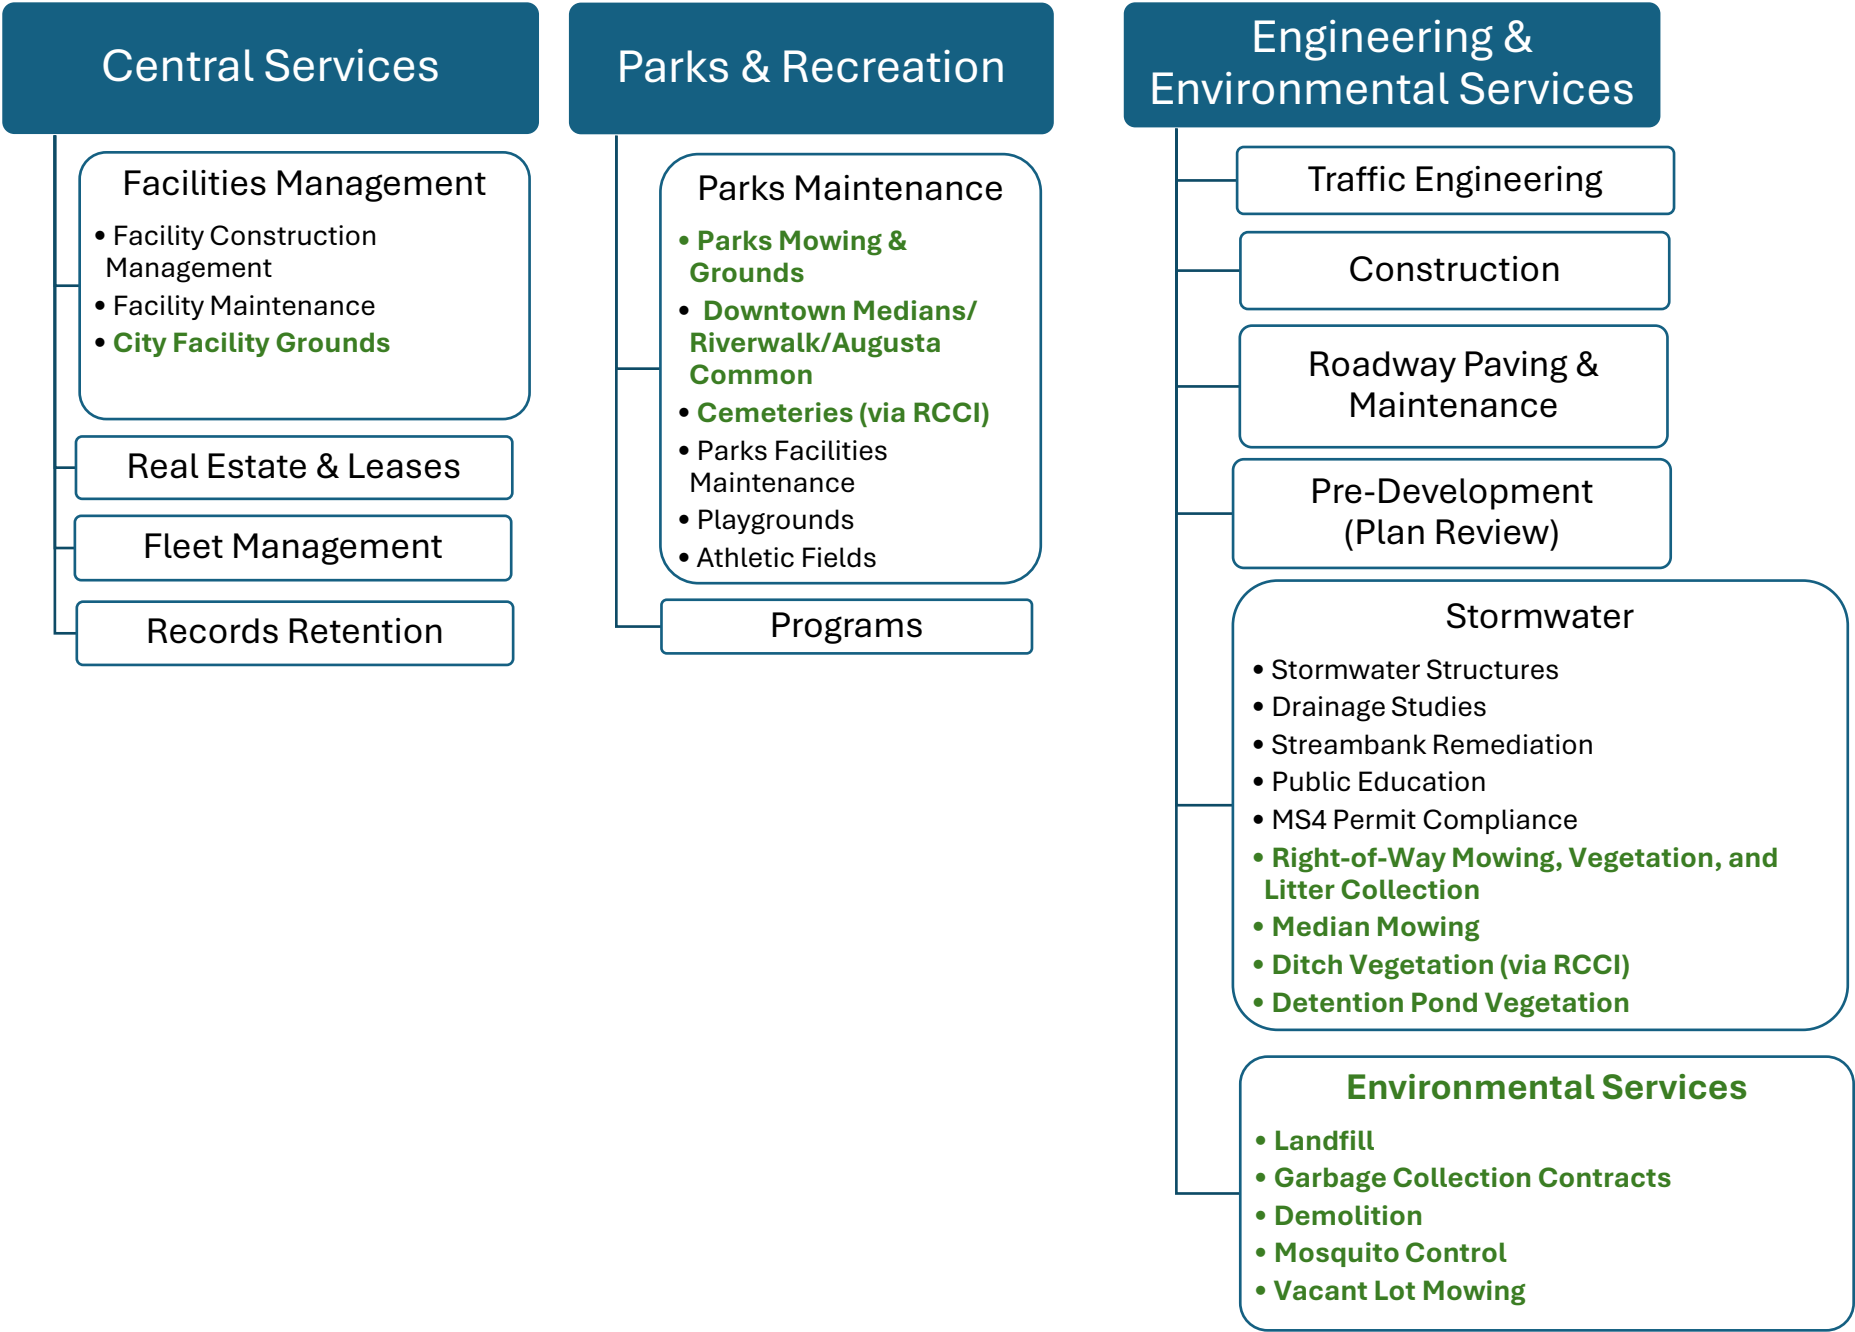 Central Services
Facilities Management
• Facility Construction
Management
• Facility Maintenance
• City Facility Grounds
Real Estate & Leases
Fleet Management
Records Retention
Parks & Recreation
Parks Maintenance
• Parks Mowing &
Grounds
• Downtown Medians/
Riverwalk/Augusta
Common
• Cemeteries (via RCCI)
• Parks Facilities
Maintenance
• Playgrounds
• Athletic Fields
Programs
Engineering &
Environmental Services
Traffic Engineering
Construction
Roadway Paving &
Maintenance
Pre-Development
(Plan Review)
Stormwater
• Stormwater Structures
• Drainage Studies
• Streambank Remediation
• Public Education
• MS4 Permit Compliance
• Right-of-Way Mowing, Vegetation, and
Litter Collection
• Median Mowing
• Ditch Vegetation (via RCCI)
• Detention Pond Vegetation
Environmental Services
• Landfill
• Garbage Collection Contracts
• Demolition
• Mosquito Control
• Vacant Lot Mowing